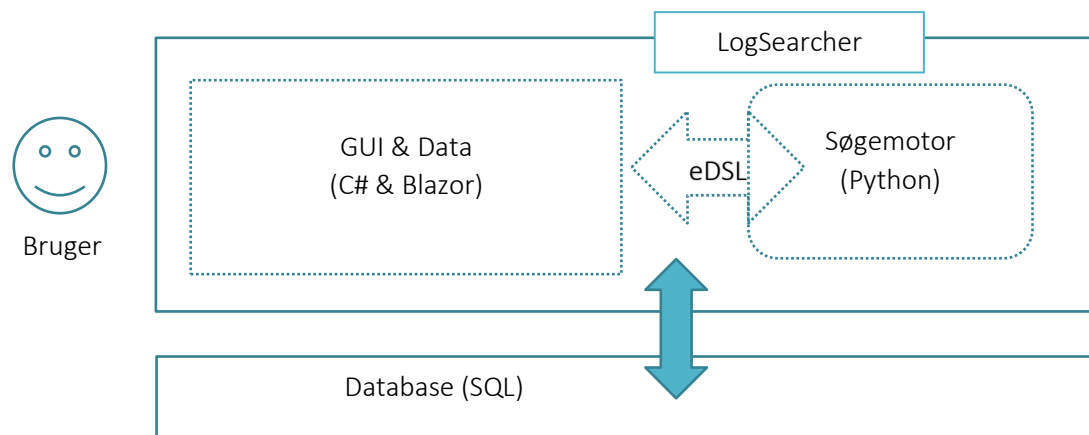 LogSearcher
GUI & Data
(C# & Blazor)
eDSL
Søgemotor
(Python)
Bruger
Database (SQL)